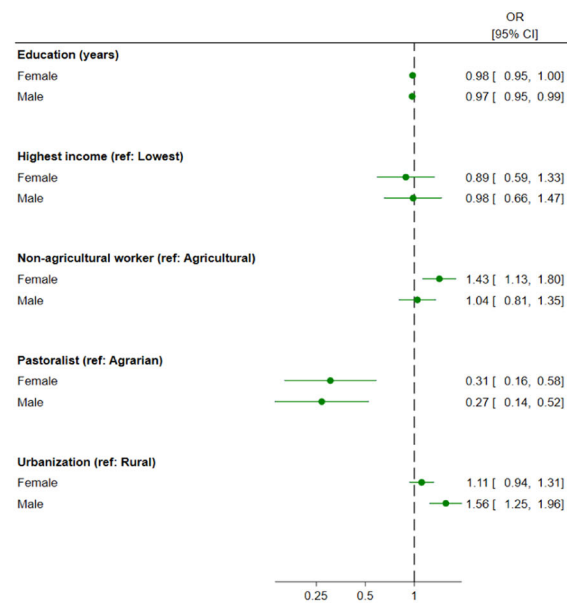 OR
[95% CI]
Education (years)
Female 0.98 [ 0.95, 1.00]
Male 0.97 [ 0.95, 0.99]
Highest income (ref: Lowest)
Female 0.89 [ 0.59, 1.33]
Male 0.98 [ 0.66, 1.47]
Non-agricultural worker (ref: Agricultural)
Female 1.43 [ 1.13, 1.80]
Male 1.04 [ 0.81, 1.35]
Pastoralist (ref: Agrarian)
Female 0.31 [ 0.16, 0.58]
Male 0.27 [ 0.14, 0.52]
Urbanization (ref: Rural)
Female 1.11 [ 0.94, 1.31]
Male 1.56 [ 1.25, 1.96]
0.25 0.5 1